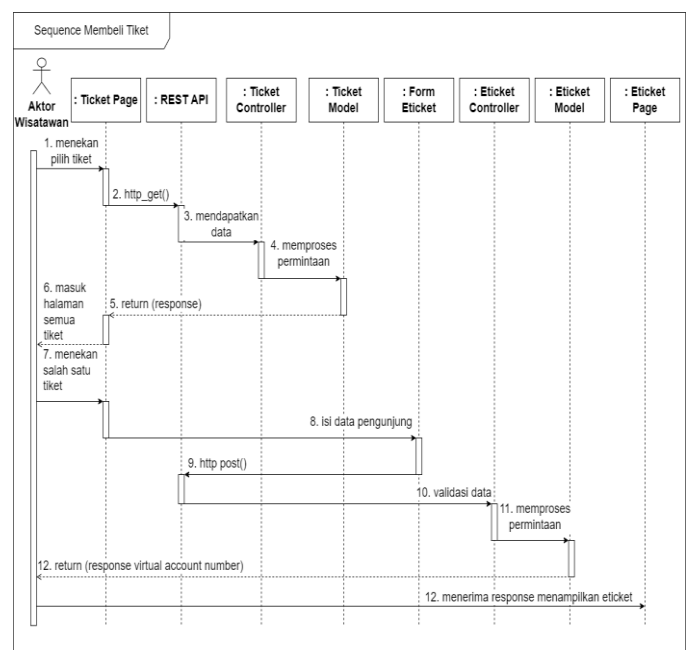 Sequence Membeli Tiket
Aktor
Wisatawan
: Ticket Page
: REST API
: Ticket
Controller
: Ticket
Model
: Form
Eticket
: Eticket
Controller
: Eticket
Model
: Eticket
Page
1. menekan
pilih tiket
2. http_get()
3. mendapatkan
data
4. memproses
permintaan
5. return (response)
6. masuk
halaman
semua
tiket
7. menekan
salah satu
tiket
8. isi data pengunjung
9. http post()
10. validasi data
11. memproses
permintaan
12. return (response virtual account number)
12. menerima response menampilkan eticket